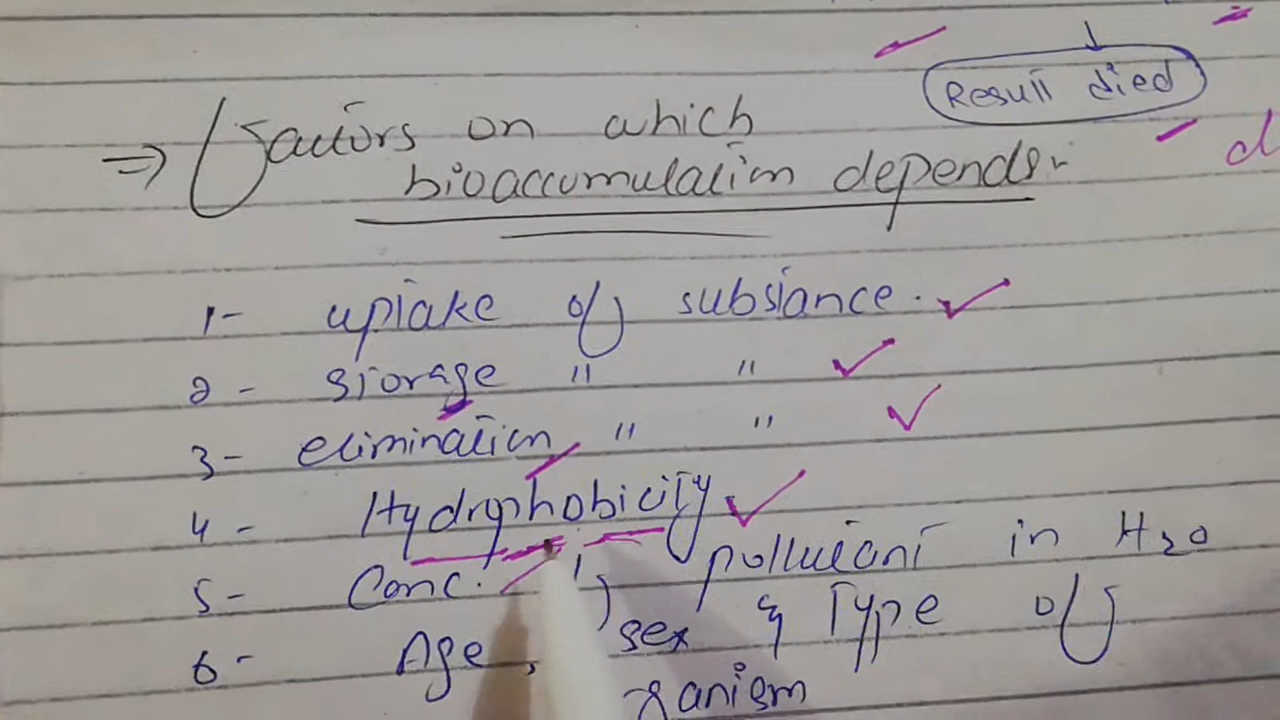 Result died
d
=> Factors on which
bioaccumulation depends:-
1- uptake of substance.
2- storage " "
3- elimination " "
4- Hydrophobicity
5- Conc. pollutant in H2O
6- Age, sex & Type of
ganism